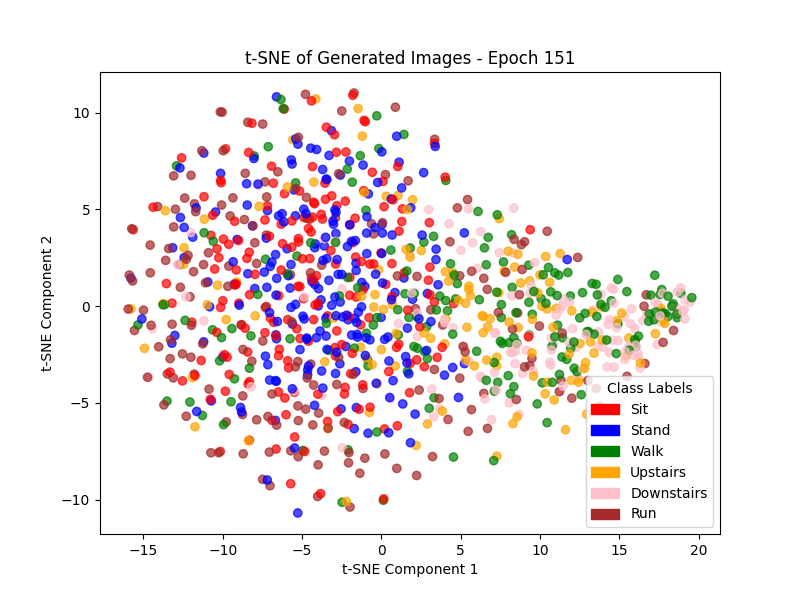 t-SNE of Generated Images - Epoch 151
t-SNE Component 2
10
5
0
−5
−10
Class Labels
Sit
Stand
Walk
Upstairs
Downstairs
Run
−15
−10
−5
0
5
10
15
20
t-SNE Component 1